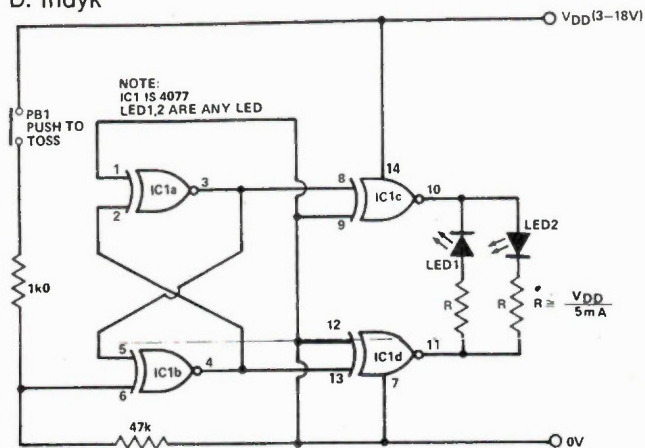 D. Indyk
VDD (3–18V)
NOTE:
IC1 IS 4077
LED1,2 ARE ANY LED
PB1
PUSH TO
TOSS
1
IC1a
3
2
8
14
IC1c
10
9
LED1
LED2
R
R
R ≅ VDD
5mA
1k0
5
IC1b
4
6
12
IC1d
11
13
7
47k
0V